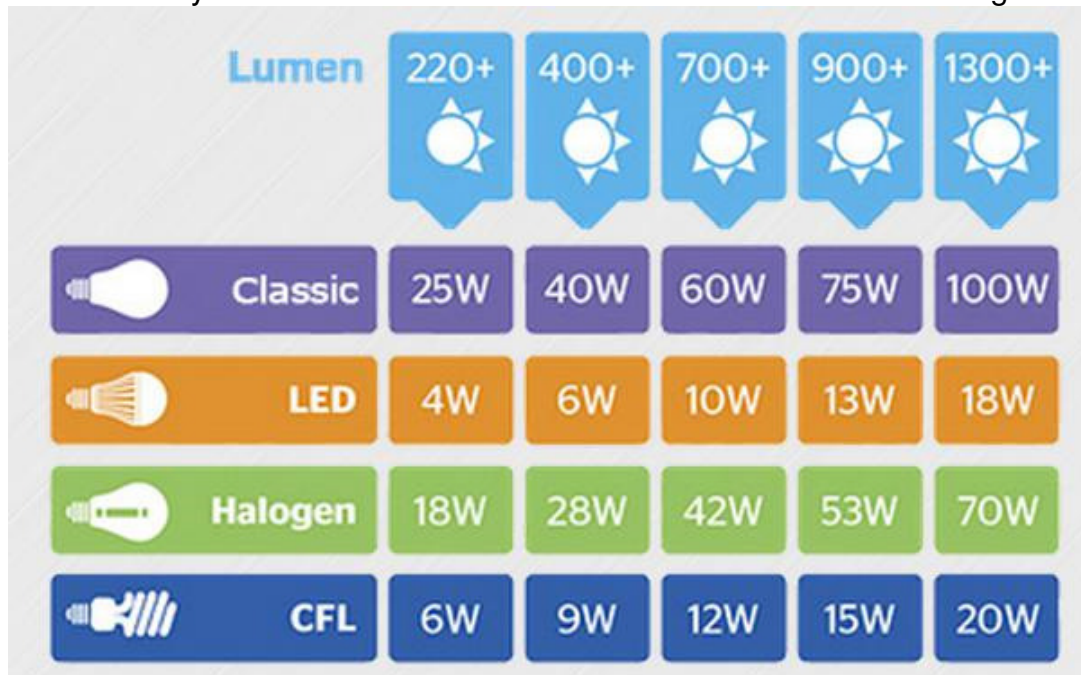 Lumen 220+ 400+ 700+ 900+ 1300+
Classic 25W 40W 60W 75W 100W
LED 4W 6W 10W 13W 18W
Halogen 18W 28W 42W 53W 70W
CFL 6W 9W 12W 15W 20W